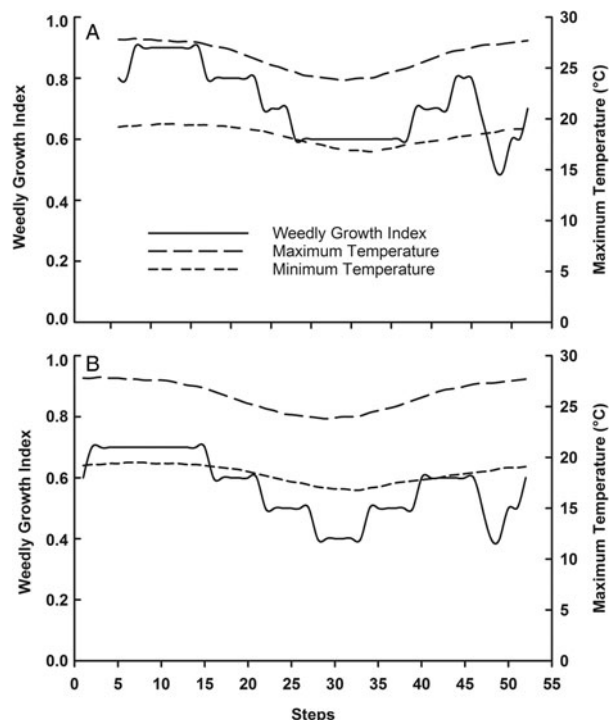 A
1.0
0.8
0.6
0.4
0.2
0.0
Weedly Growth Index
30
25
20
15
10
5
0
Maximum Temperature (°C)
Weedly Growth Index
Maximum Temperature
Minimum Temperature
B
1.0
0.8
0.6
0.4
0.2
0.0
Weedly Growth Index
30
25
20
15
10
5
0
Maximum Temperature (°C)
0 5 10 15 20 25 30 35 40 45 50 55
Steps